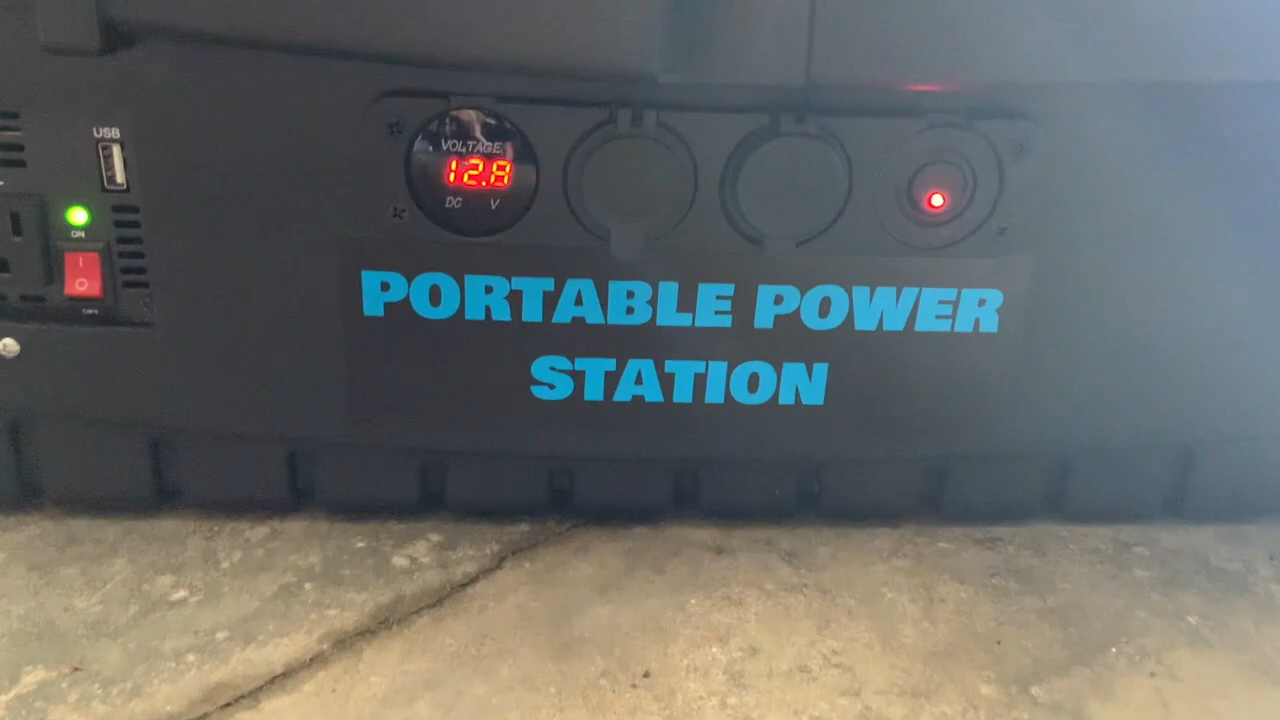 USB
VOLTAGE
12.8
DC V
ON
I
O
PORTABLE POWER
STATION